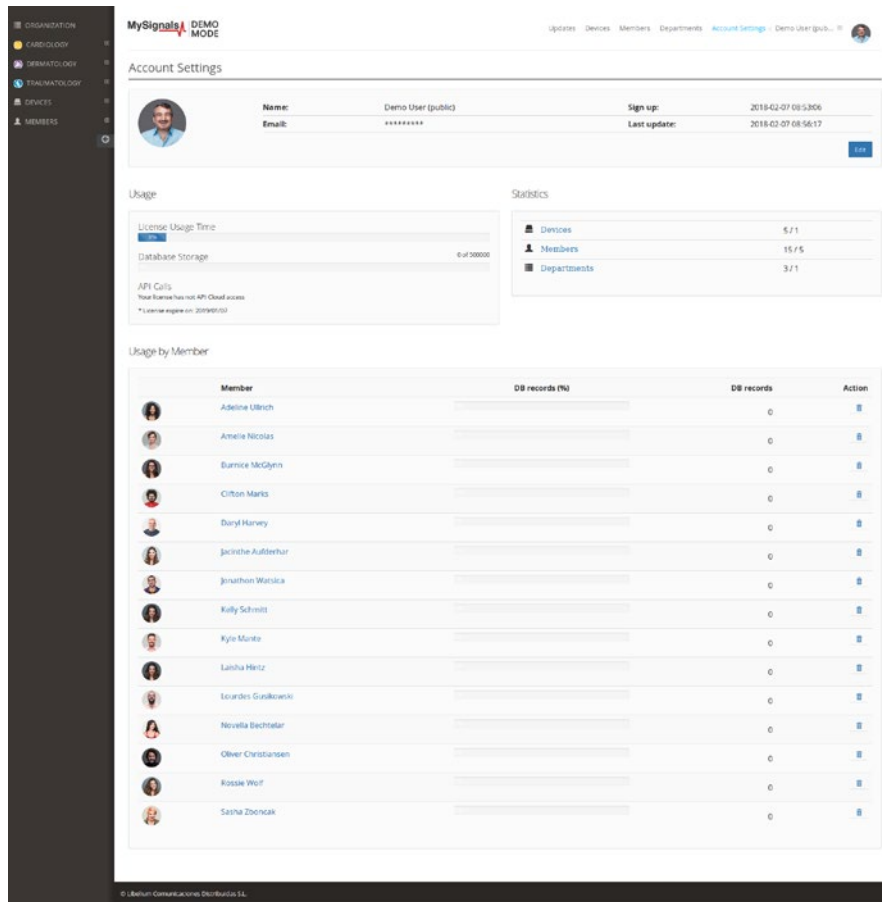 ORGANIZATION
CARDIOLOGY
DERMATOLOGY
TRAUMATOLOGY
DEVICES
MEMBERS
MySignals DEMO MODE
Updates Devices Members Departments Account Settings - Demo User (pub...
Account Settings
Name: Demo User (public) Sign up: 2018-02-07 08:53:06
Email: ********* Last update: 2018-02-07 08:56:17
Edit
Usage
License Usage Time
Database Storage 0 of 500000
API Calls
Your license has not API Cloud access
* License expire on:
Statistics
Devices 5 / 1
Members 15 / 5
Departments 3 / 1
Usage by Member
Member DB records (%) DB records Action
Adeline Ullrich 0
Amelie Nicolas 0
Burnice McGlynn 0
Clifton Marks 0
Daryl Harvey 0
Jacinthe Aufderhar 0
Jonathon Watsica 0
Kelly Schmitt 0
Kyle Mante 0
Laisha Hintz 0
Lourdes Gusikowski 0
Novella Bechtelar 0
Oliver Christiansen 0
Rossie Wolf 0
Sasha Zboncak 0
© Libelium Comunicaciones Distribuidas S.L.